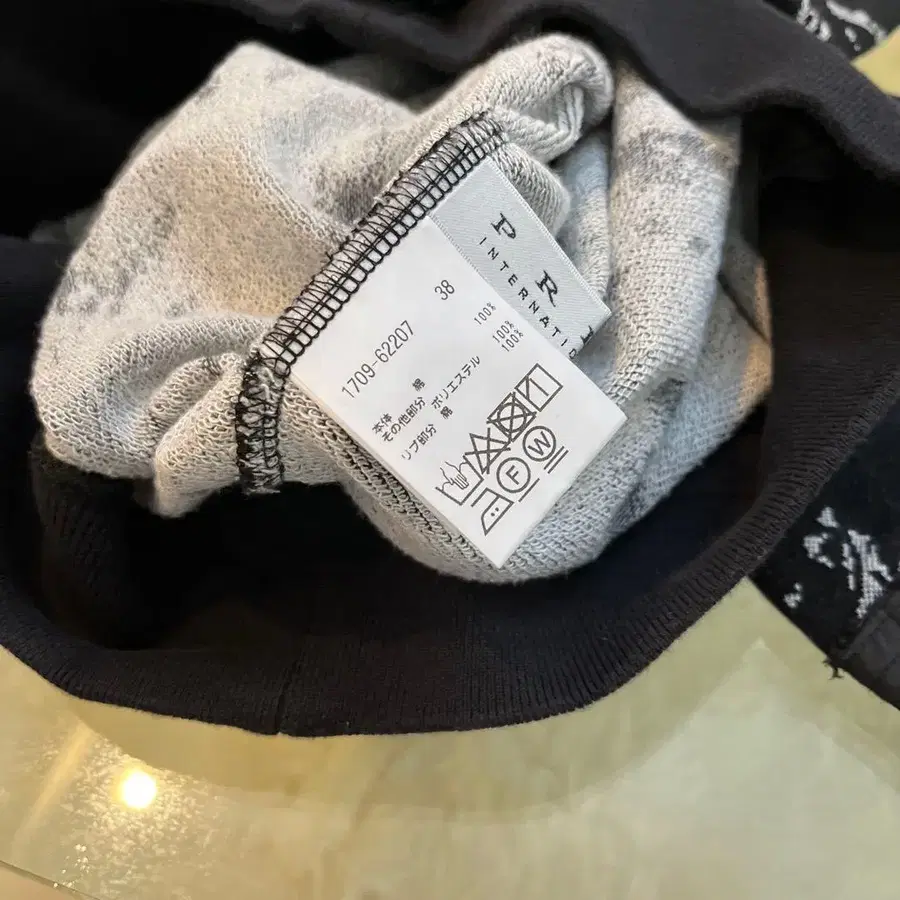 P R
INTERNATIO
1709-62207 38
本体 綿 100%
その他部分 ポリエステル 100%
リブ部分 綿 100%
F W